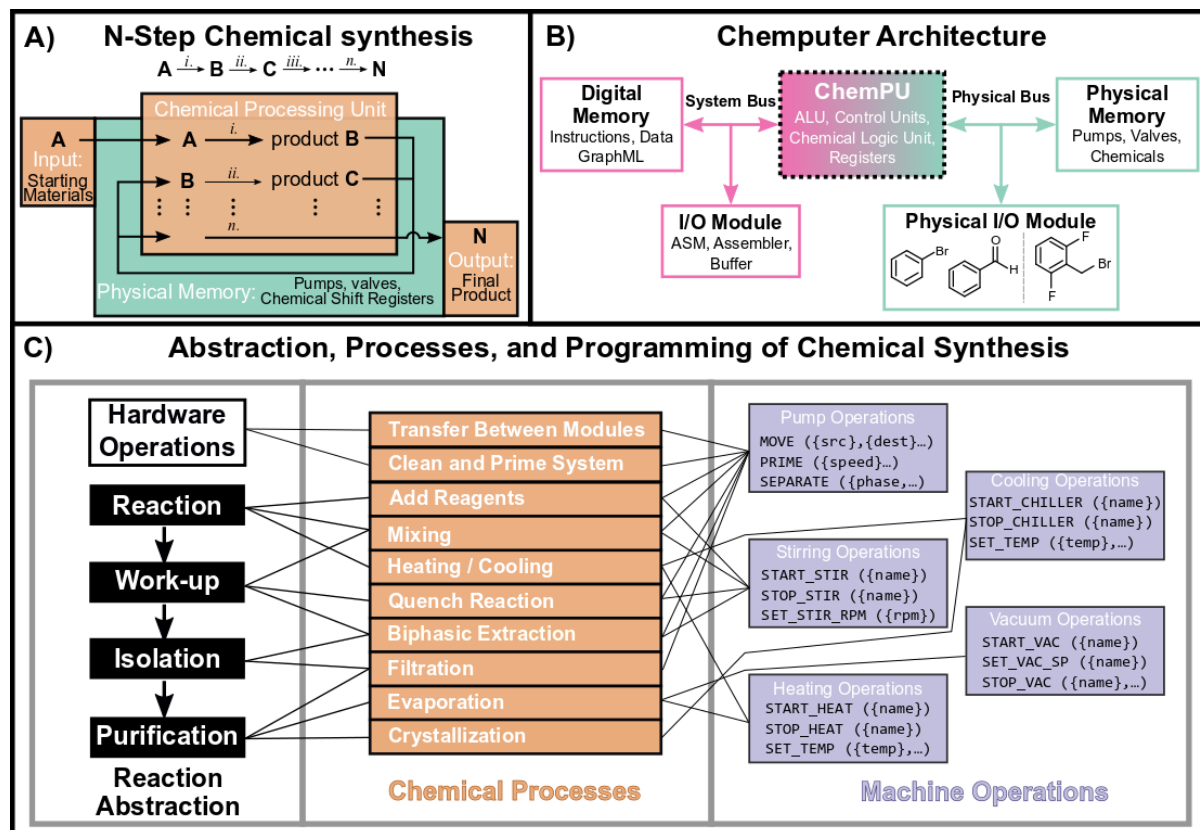 A)
N-Step Chemical synthesis
A i. B ii. C iii. ··· n. N
Chemical Processing Unit
A
Input:
Starting
Materials
A i. product B
B ii. product C
⋮ ⋮ ⋮ ⋮
n.
N
Output:
Final
Product
Physical Memory: Pumps, valves,
Chemical Shift Registers
B)
Chemputer Architecture
Digital
Memory
Instructions, Data
GraphML
System Bus
ChemPU
ALU, Control Units,
Chemical Logic Unit,
Registers
Physical Bus
Physical
Memory
Pumps, Valves,
Chemicals
I/O Module
ASM, Assembler,
Buffer
Physical I/O Module
Br
O
H
F
Br
F
C)
Abstraction, Processes, and Programming of Chemical Synthesis
Hardware
Operations
Reaction
Work-up
Isolation
Purification
Reaction
Abstraction
Transfer Between Modules
Clean and Prime System
Add Reagents
Mixing
Heating / Cooling
Quench Reaction
Biphasic Extraction
Filtration
Evaporation
Crystallization
Chemical Processes
Pump Operations
MOVE ({src},{dest}…)
PRIME ({speed}…)
SEPARATE ({phase,…)
Cooling Operations
START_CHILLER ({name})
STOP_CHILLER ({name})
SET_TEMP ({temp},…)
Stirring Operations
START_STIR ({name})
STOP_STIR ({name})
SET_STIR_RPM ({rpm})
Vacuum Operations
START_VAC ({name})
SET_VAC_SP ({name})
STOP_VAC ({name},…)
Heating Operations
START_HEAT ({name})
STOP_HEAT ({name})
SET_TEMP ({temp},…)
Machine Operations